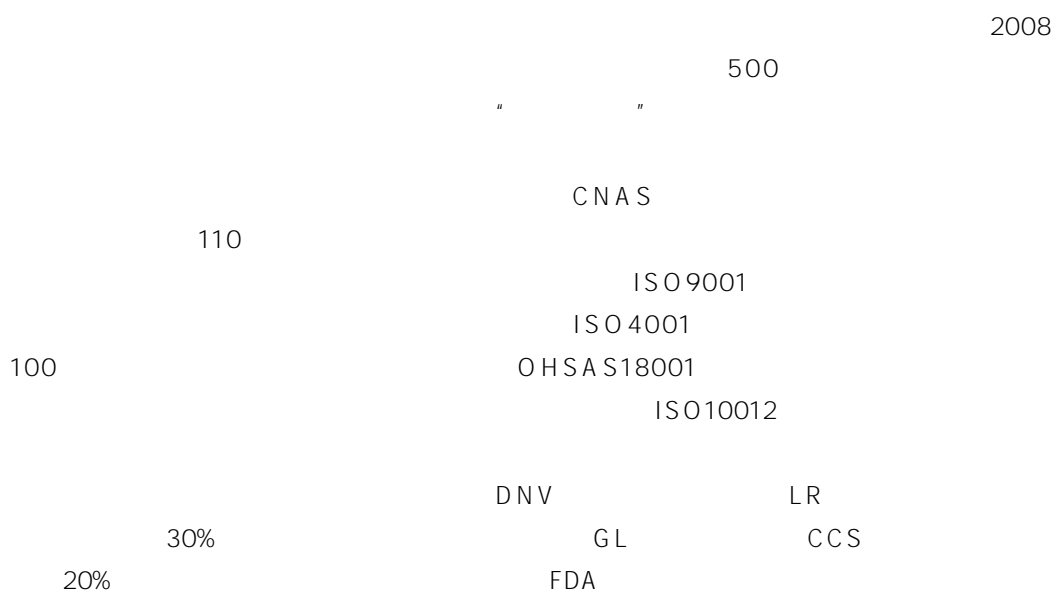 2008
500
“ ”
CNAS
110
ISO9001
ISO4001
100 OHSAS18001
ISO10012
DNV LR
30% GL CCS
20% FDA